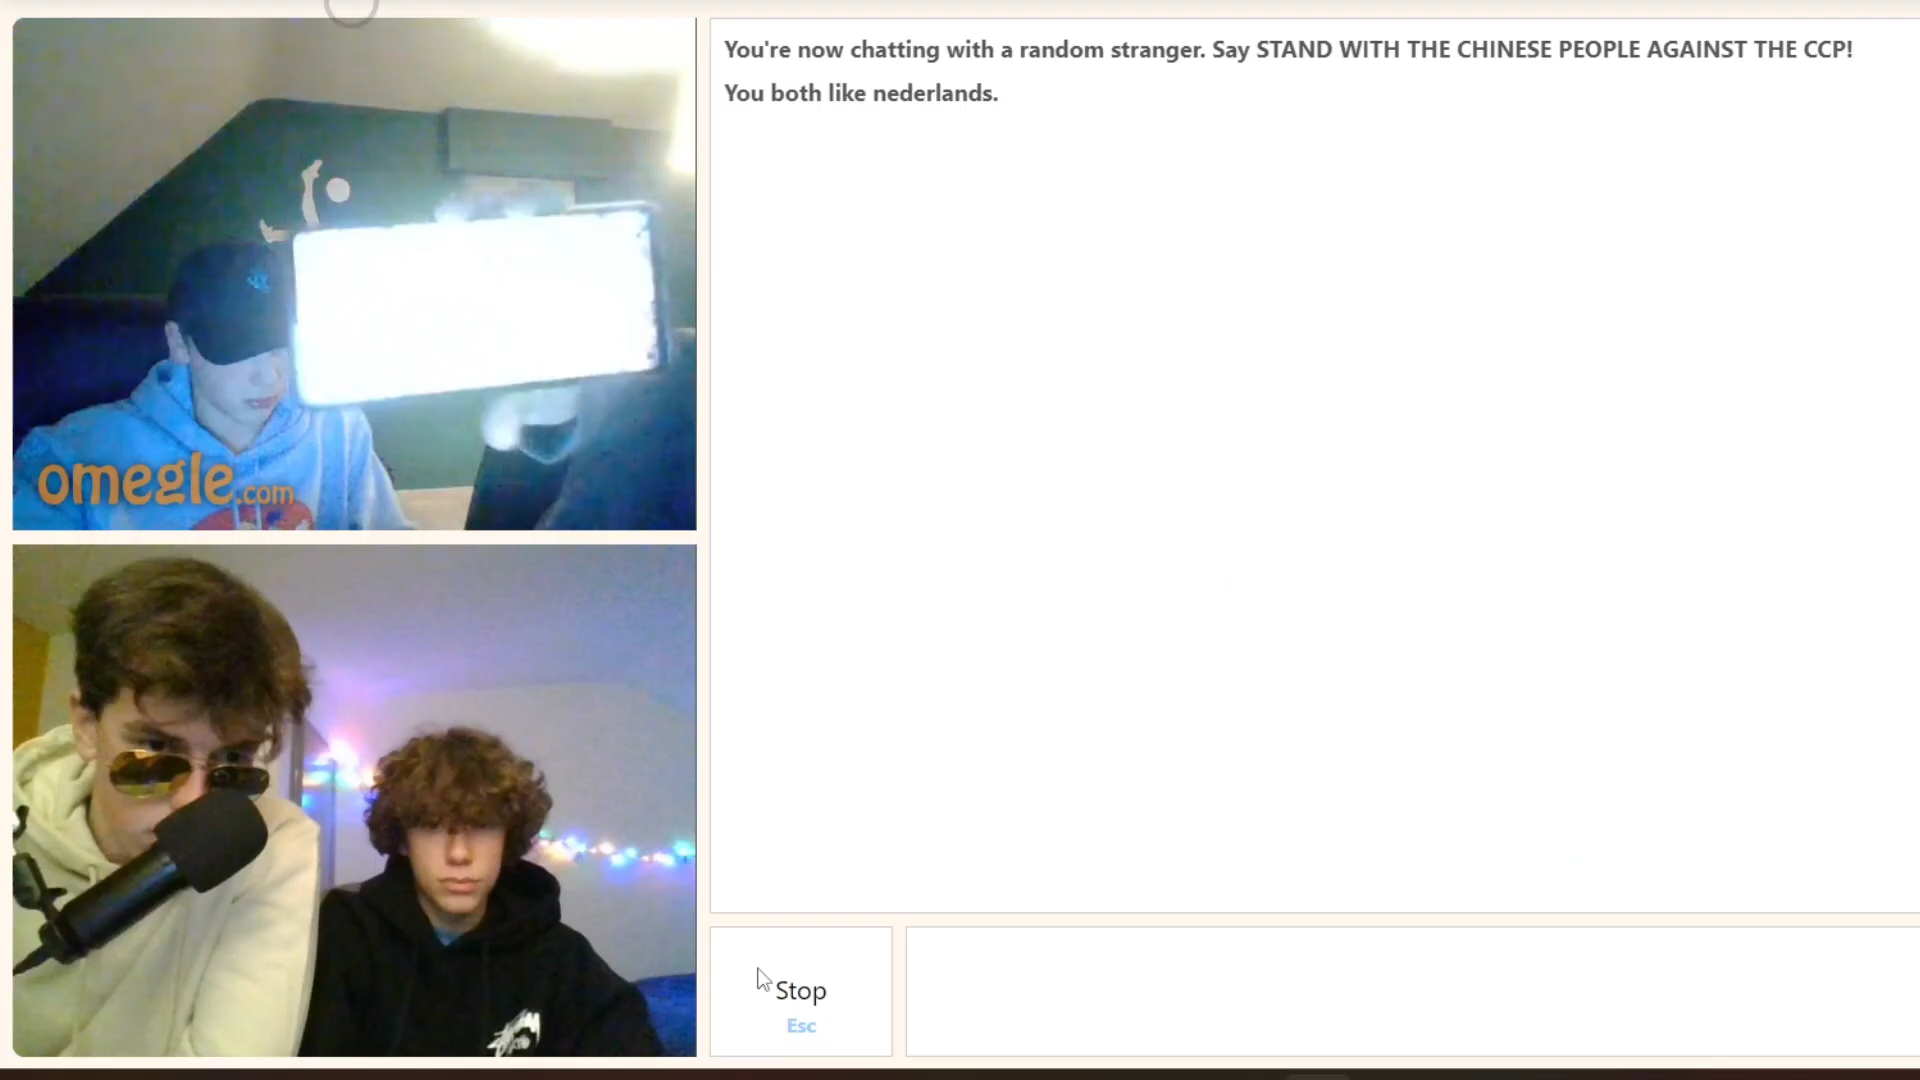 You're now chatting with a random stranger. Say STAND WITH THE CHINESE PEOPLE AGAINST THE CCP!
You both like nederlands.
omegle.com
Stop
Esc